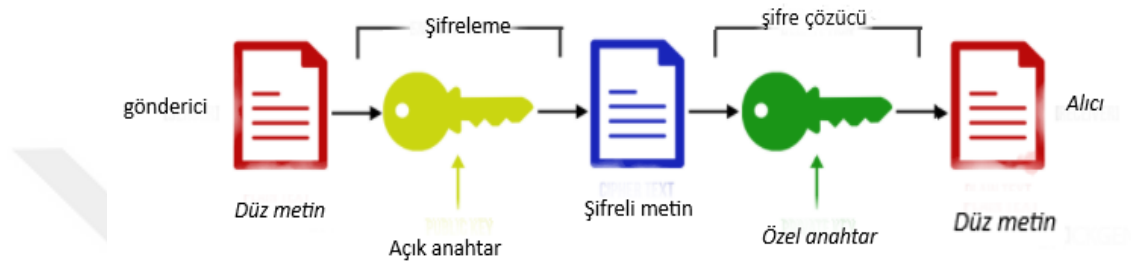 Şifreleme
şifre çözücü
gönderici
Alıcı
Düz metin
Şifreli metin
Düz metin
Açık anahtar
Özel anahtar